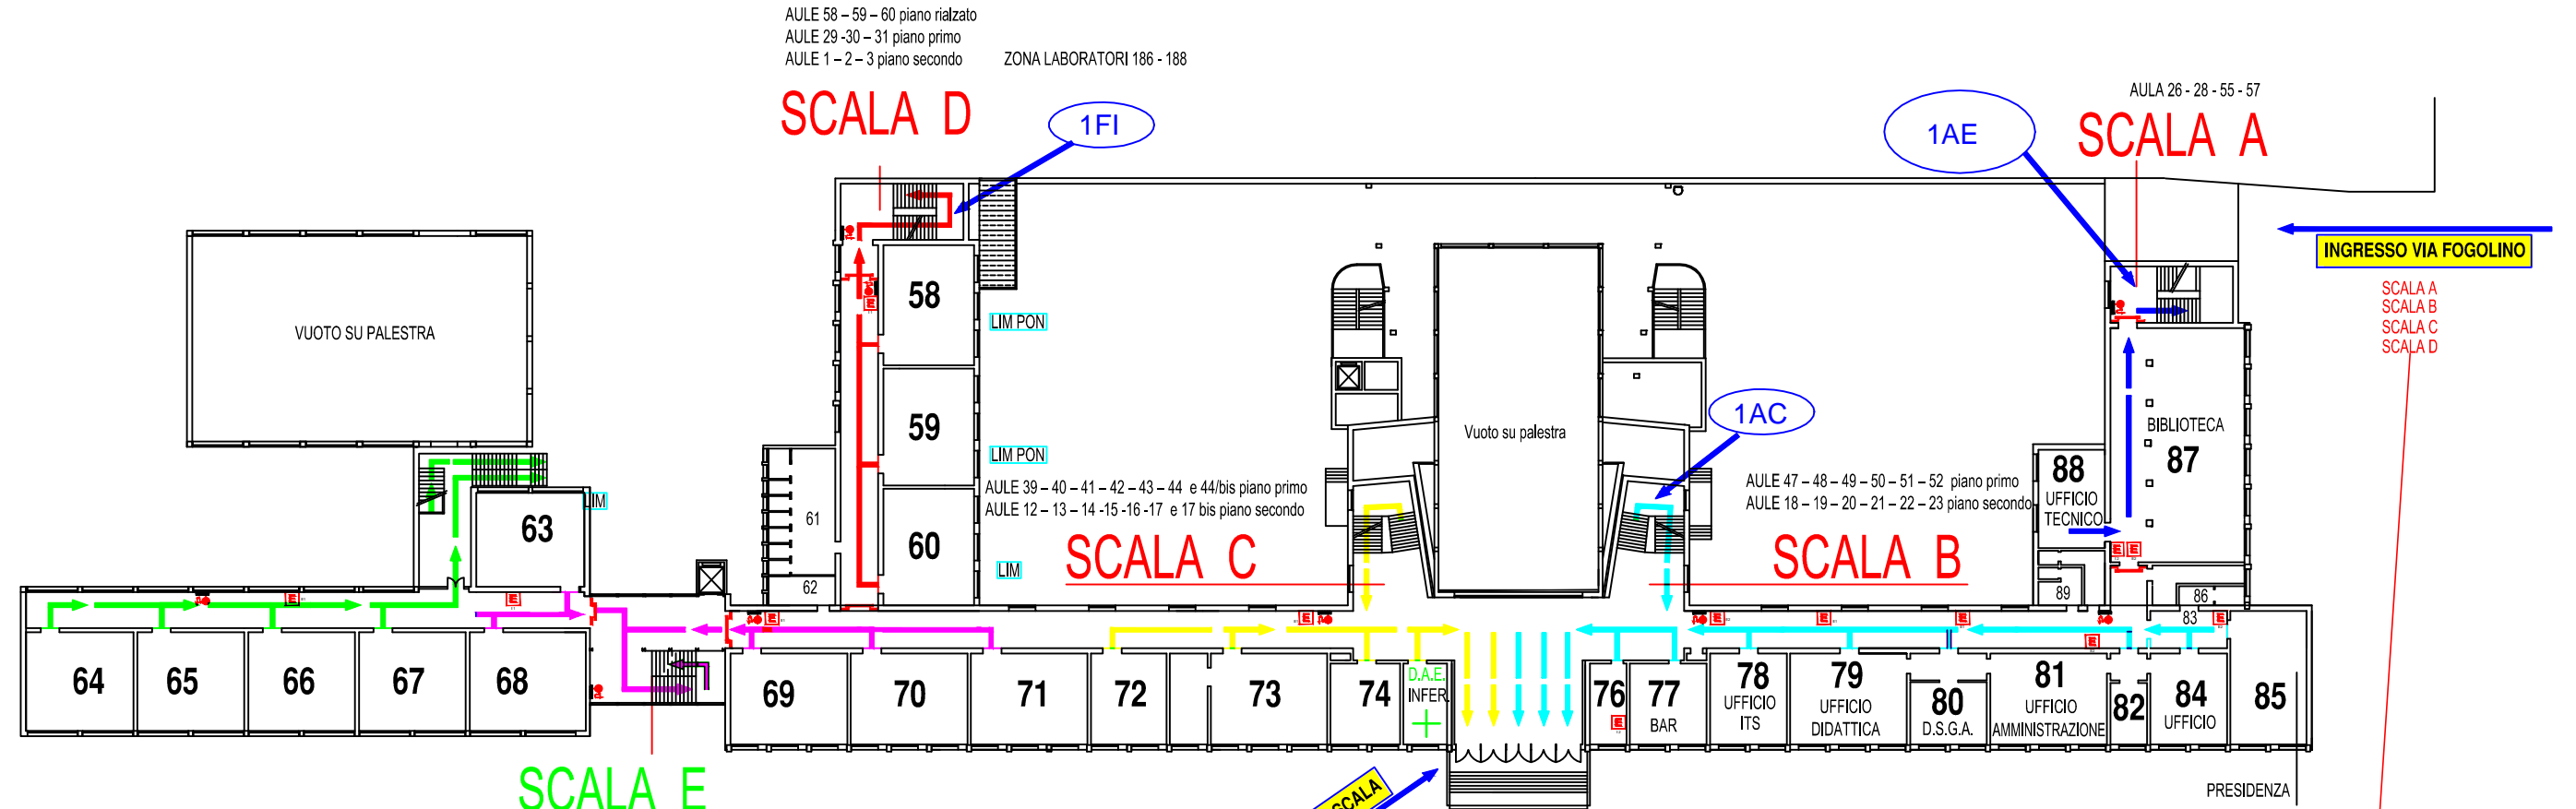 AULE 58 – 59 – 60 piano rialzato
AULE 29 -30 – 31 piano primo
AULE 1 – 2 – 3 piano secondo
ZONA LABORATORI 186 - 188
SCALA D
1FI
1AE
AULA 26 - 28 - 55 - 57
SCALA A
INGRESSO VIA FOGOLINO
SCALA A
SCALA B
SCALA C
SCALA D
VUOTO SU PALESTRA
58
LIM PON
59
LIM PON
60
LIM
61
62
63
LIM
AULE 39 – 40 – 41 – 42 – 43 – 44 e 44/bis piano primo
AULE 12 – 13 – 14 -15 -16 -17 e 17 bis piano secondo
SCALA C
Vuoto su palestra
1AC
AULE 47 – 48 – 49 – 50 – 51 – 52 piano primo
AULE 18 – 19 – 20 – 21 – 22 – 23 piano secondo
SCALA B
88
UFFICIO
TECNICO
BIBLIOTECA
87
89
86
83
64
65
66
67
68
69
70
71
72
73
74
D.A.E.
INFER.
76
77
BAR
78
UFFICIO
ITS
79
UFFICIO
DIDATTICA
80
D.S.G.A.
81
UFFICIO
AMMINISTRAZIONE
82
84
UFFICIO
85
PRESIDENZA
SCALA E
SCALA